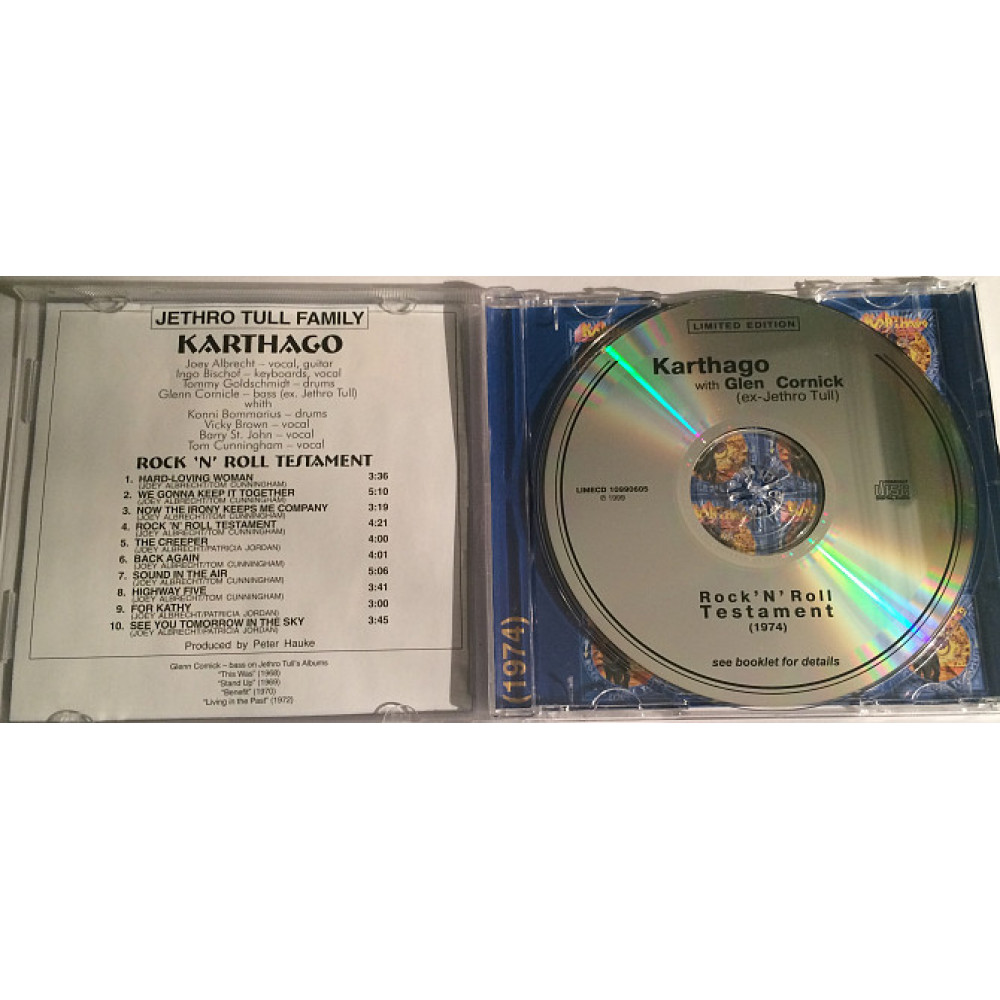 JETHRO TULL FAMILY
KARTHAGO
Joey Albrecht – vocal, guitar
Ingo Bischof – keyboards, vocal
Tommy Goldschmidt – drums
Glenn Cornicle – bass (ex. Jethro Tull)
whith
Konni Bommarius – drums
Vicky Brown – vocal
Barry St. John – vocal
Tom Cunningham – vocal
ROCK 'N' ROLL TESTAMENT
1. HARD-LOVING WOMAN 3:36
(JOEY ALBRECHT/TOM CUNNINGHAM)
2. WE GONNA KEEP IT TOGETHER 5:10
(JOEY ALBRECHT/TOM CUNNINGHAM)
3. NOW THE IRONY KEEPS ME COMPANY 3:19
(JOEY ALBRECHT/TOM CUNNINGHAM)
4. ROCK 'N' ROLL TESTAMENT 4:21
(JOEY ALBRECHT/TOM CUNNINGHAM)
5. THE CREEPER 4:00
(JOEY ALBRECHT/PATRICIA JORDAN)
6. BACK AGAIN 4:01
(JOEY ALBRECHT/TOM CUNNINGHAM)
7. SOUND IN THE AIR 5:06
(JOEY ALBRECHT/TOM CUNNINGHAM)
8. HIGHWAY FIVE 3:41
(JOEY ALBRECHT/TOM CUNNINGHAM)
9. FOR KATHY 3:00
(JOEY ALBRECHT/PATRICIA JORDAN)
10. SEE YOU TOMORROW IN THE SKY 3:45
(JOEY ALBRECHT/PATRICIA JORDAN)
Produced by Peter Hauke
Glenn Cornick – bass on Jethro Tull's Albums
"This Was" (1968)
"Stand Up" (1969)
"Benefit" (1970)
"Living in the Past" (1972)
(1974)
LIMITED EDITION
Karthago
with Glen Cornick
(ex-Jethro Tull)
LIMECD 10990605
© 1999
disc
Rock'N'Roll
Testament
(1974)
see booklet for details